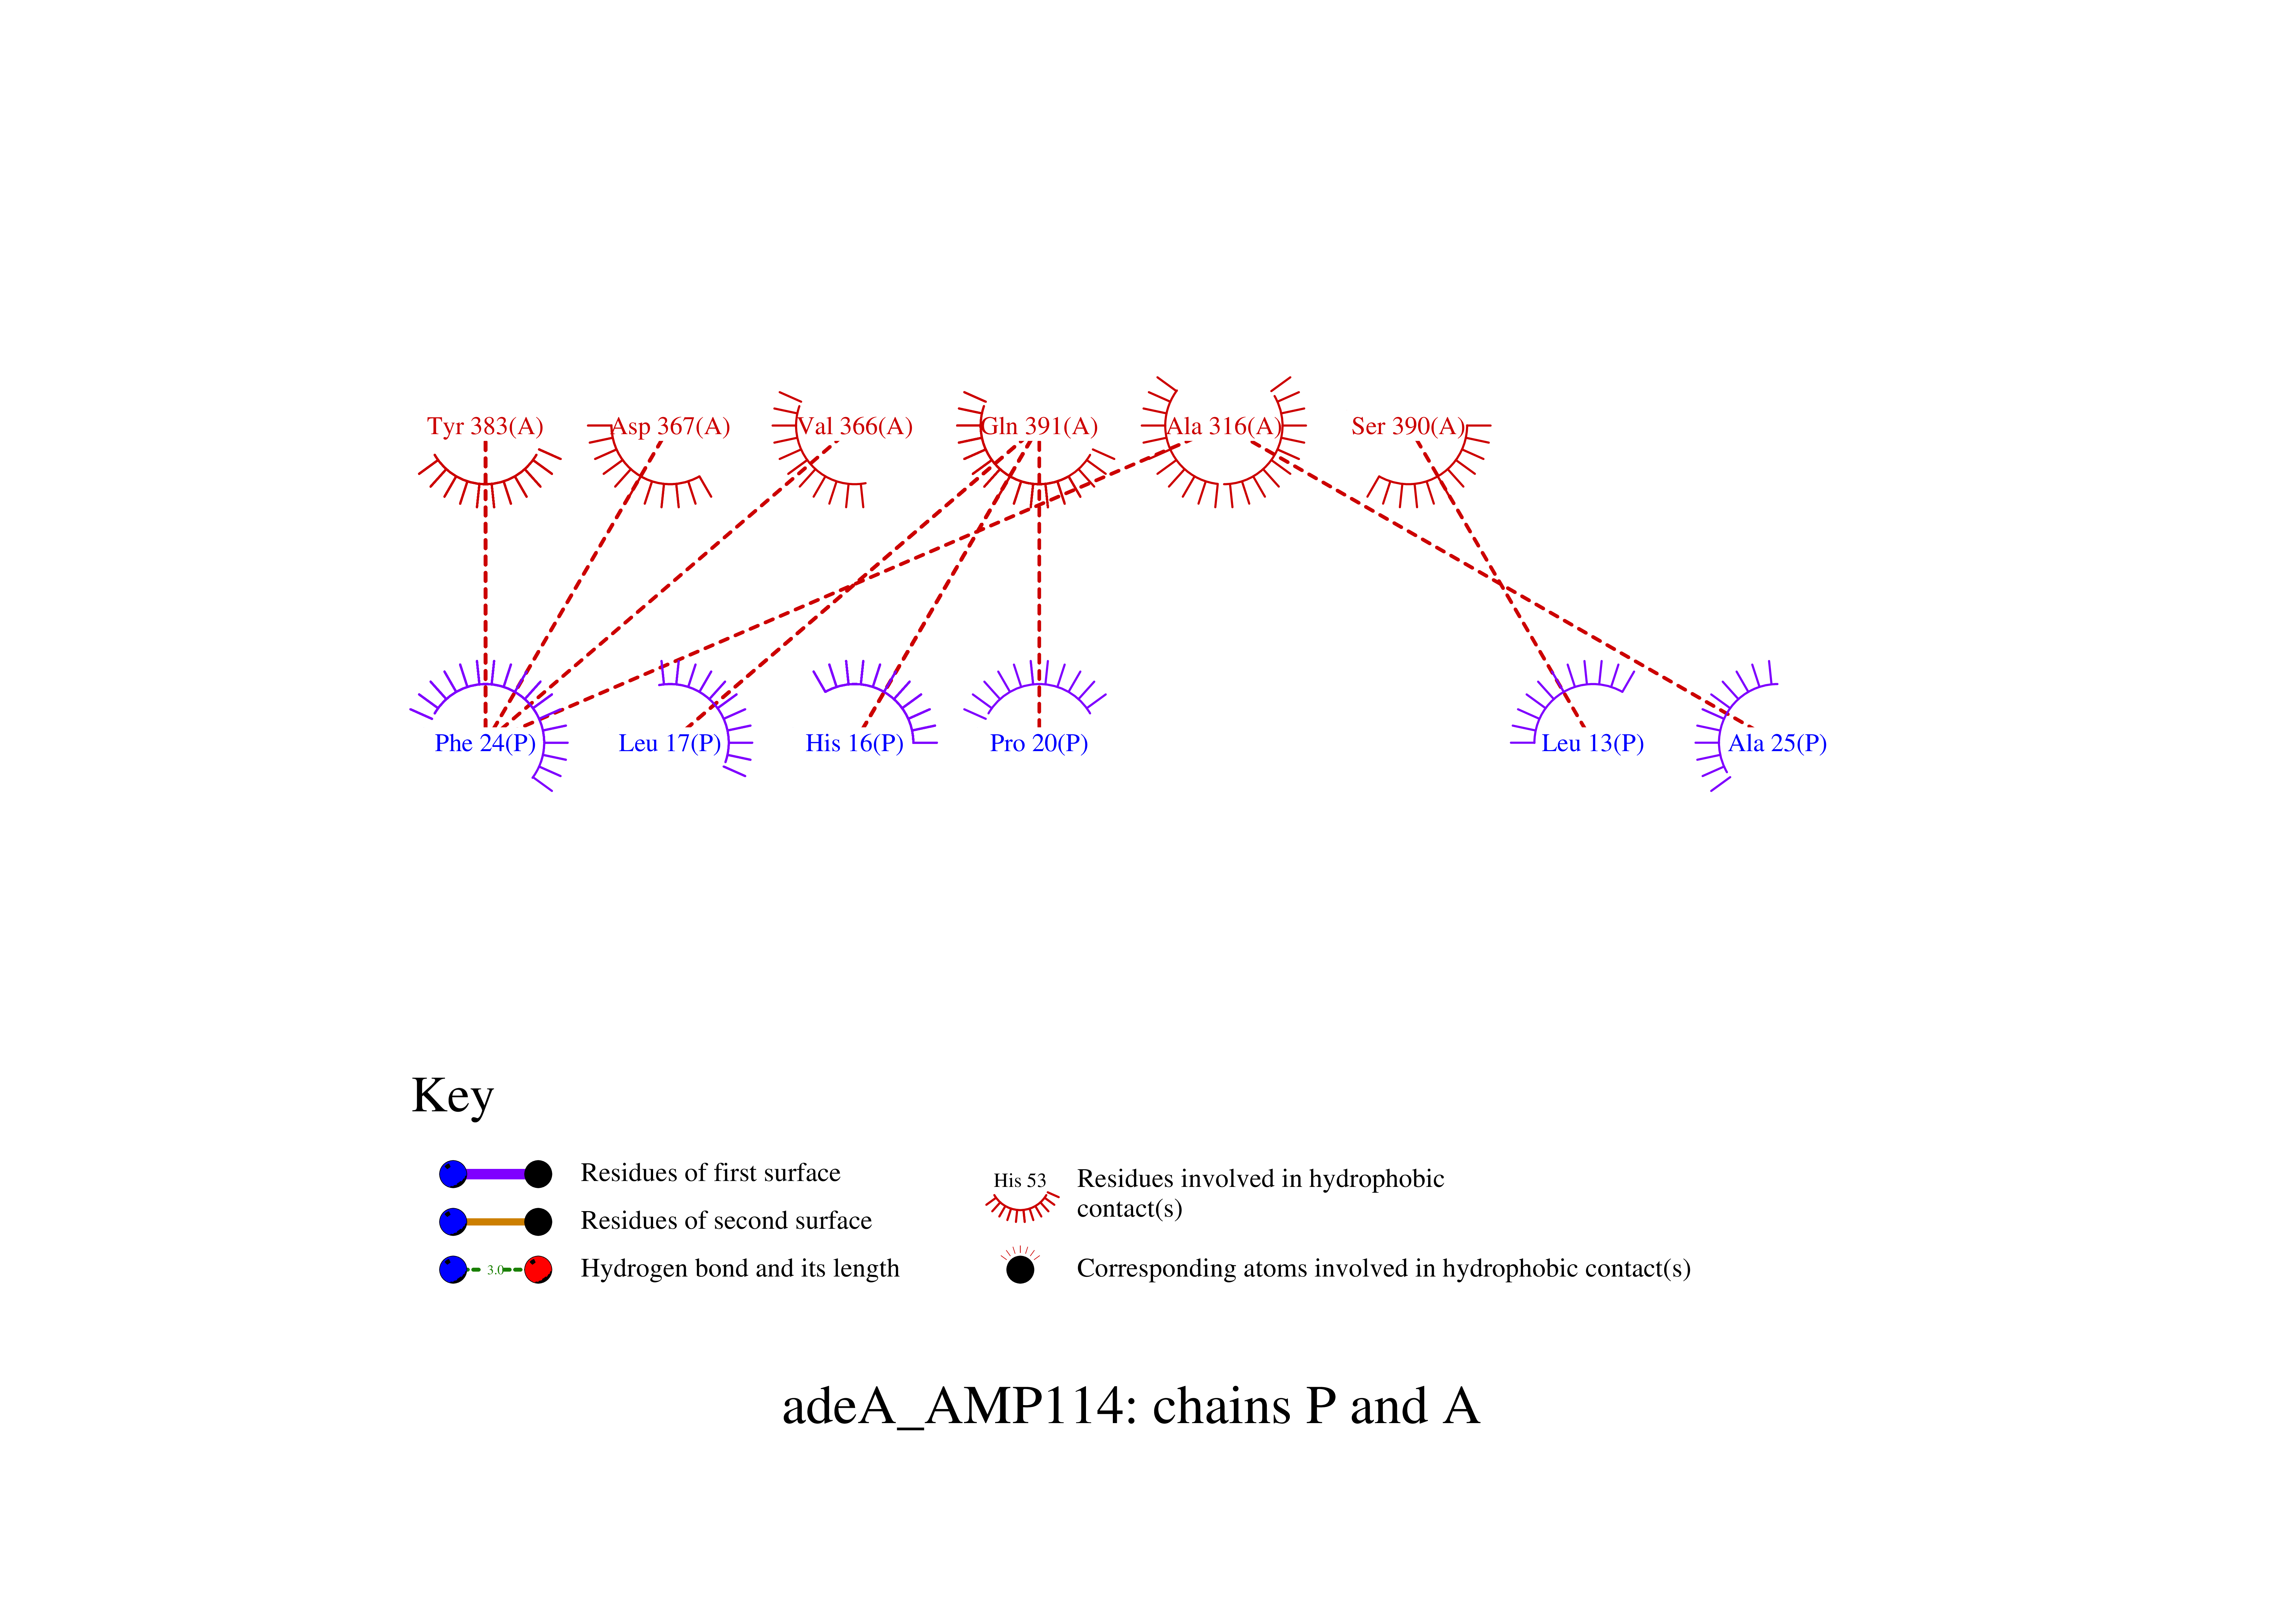 Tyr 383(A) Asp 367(A) Val 366(A) Gln 391(A) Ala 316(A) Ser 390(A)
Phe 24(P) Leu 17(P) His 16(P) Pro 20(P) Leu 13(P) Ala 25(P)
Key
Residues of first surface
Residues of second surface
3.0 Hydrogen bond and its length
His 53 Residues involved in hydrophobic
contact(s)
Corresponding atoms involved in hydrophobic contact(s)
adeA_AMP114: chains P and A